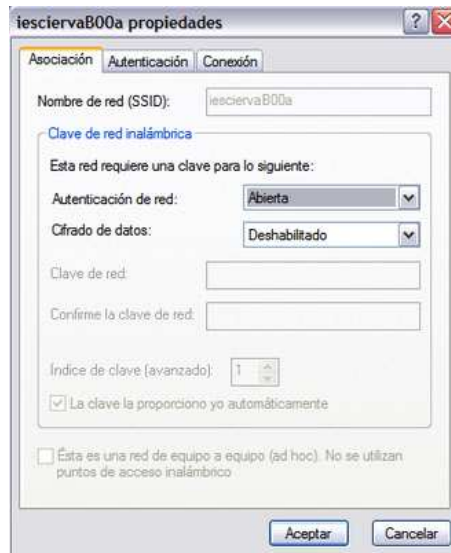 iesciervaB00a propiedades
Asociación Autenticación Conexión
Nombre de red (SSID): iesciervaB00a
Clave de red inalámbrica
Esta red requiere una clave para lo siguiente:
Autenticación de red: Abierta
Cifrado de datos: Deshabilitado
Clave de red:
Confirme la clave de red:
Índice de clave (avanzado): 1
La clave la proporciono yo automáticamente
Ésta es una red de equipo a equipo (ad hoc). No se utilizan
puntos de acceso inalámbrico
Aceptar Cancelar